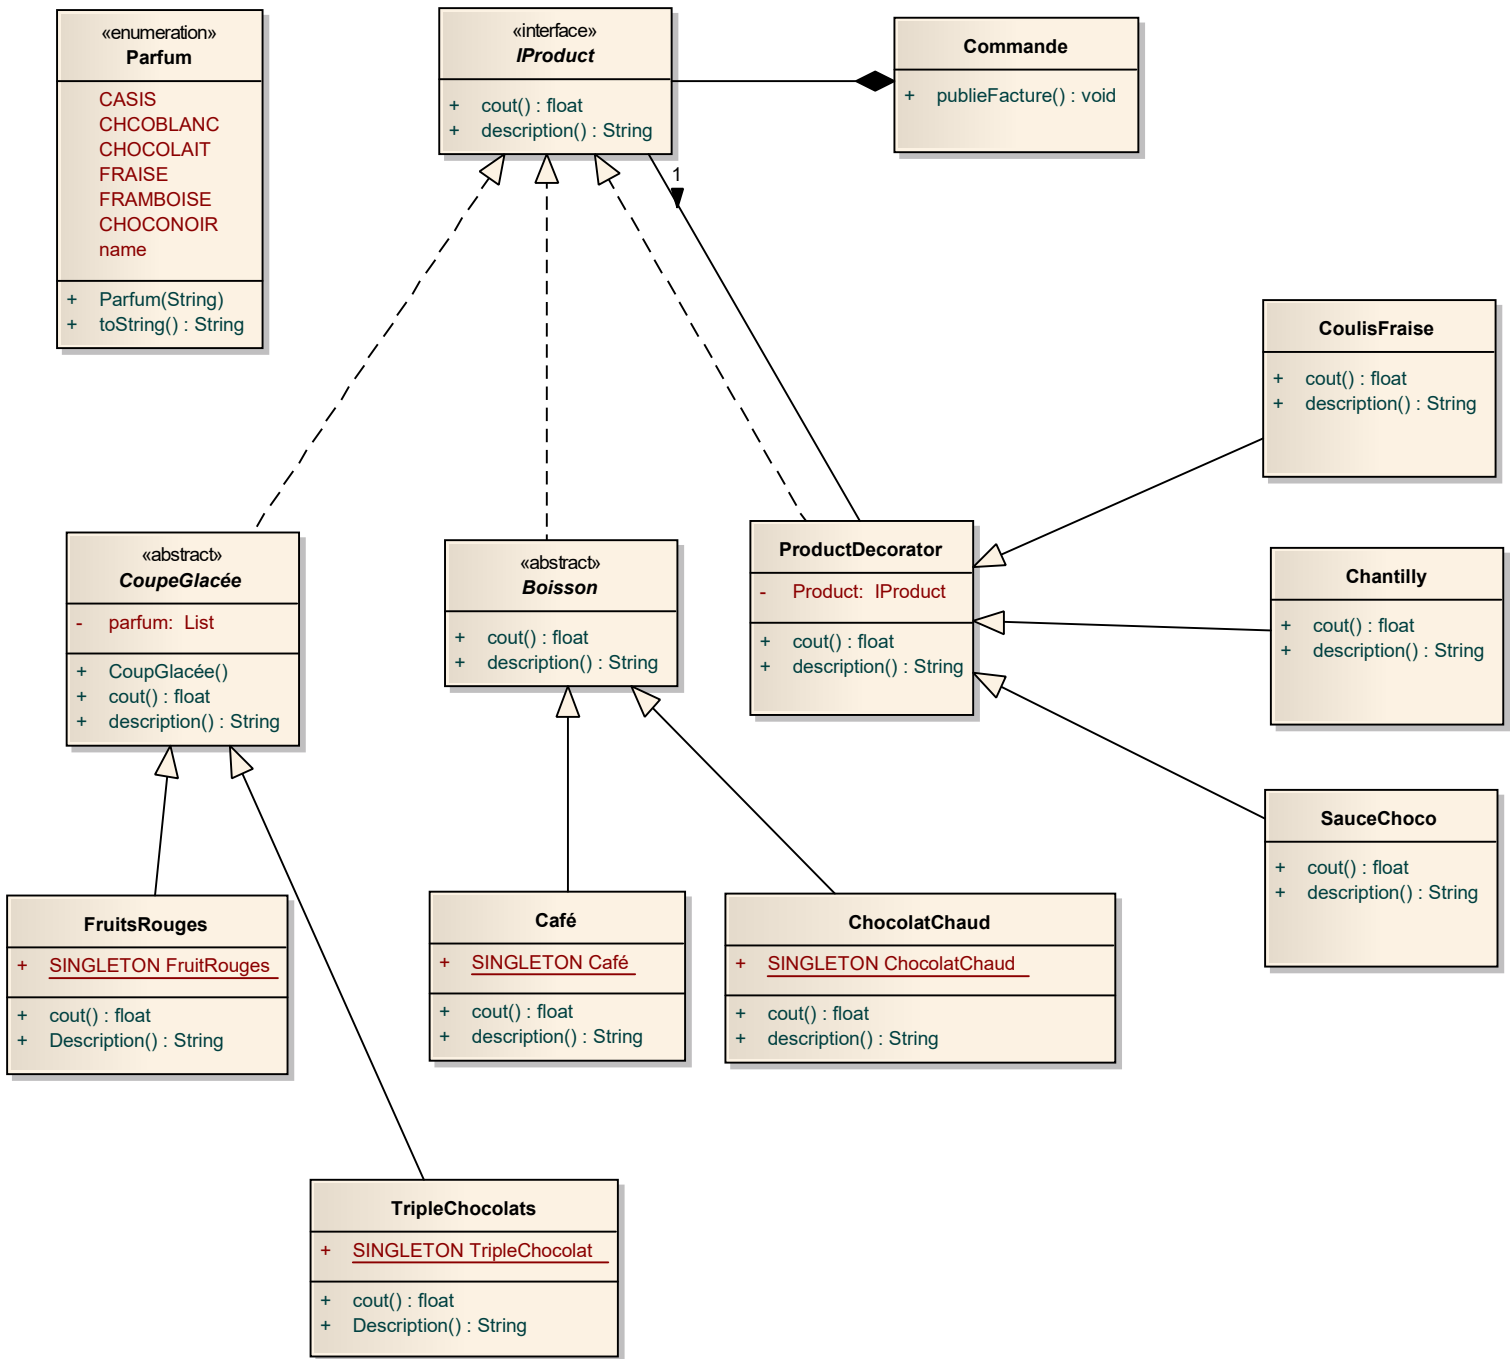 «enumeration»
Parfum
CASIS
CHCOBLANC
CHOCOLAIT
FRAISE
FRAMBOISE
CHOCONOIR
name
+ Parfum(String)
+ toString() : String
«interface»
IProduct
+ cout() : float
+ description() : String
Commande
+ publieFacture() : void
1
CoulisFraise
+ cout() : float
+ description() : String
«abstract»
CoupeGlacée
- parfum: List
+ CoupGlacée()
+ cout() : float
+ description() : String
«abstract»
Boisson
+ cout() : float
+ description() : String
ProductDecorator
- Product: IProduct
+ cout() : float
+ description() : String
Chantilly
+ cout() : float
+ description() : String
SauceChoco
+ cout() : float
+ description() : String
FruitsRouges
+ SINGLETON FruitRouges
+ cout() : float
+ Description() : String
Café
+ SINGLETON Café
+ cout() : float
+ description() : String
ChocolatChaud
+ SINGLETON ChocolatChaud
+ cout() : float
+ description() : String
TripleChocolats
+ SINGLETON TripleChocolat
+ cout() : float
+ Description() : String